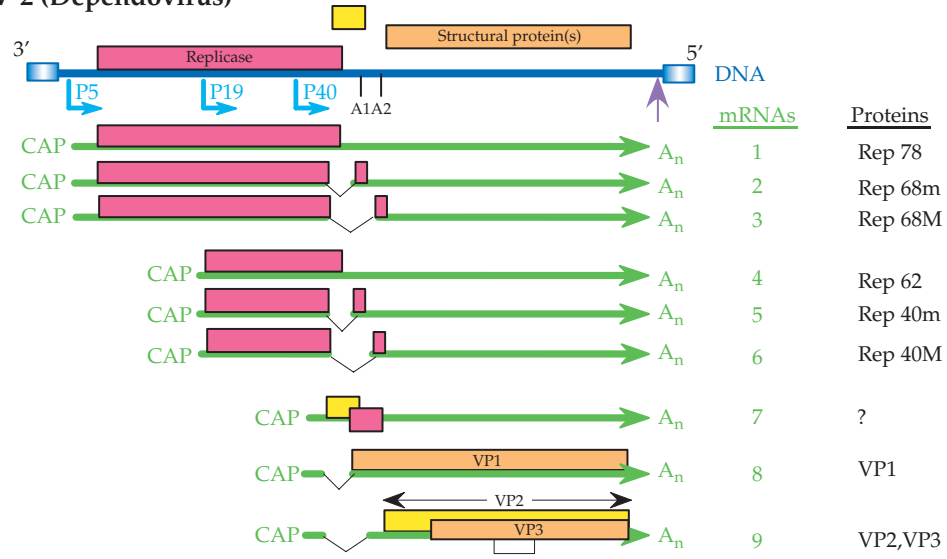 (Dependovirus)
Structural protein(s)
3’ Replicase 5’
DNA
P5 P19 P40 A1A2
mRNAs Proteins
CAP An 1 Rep 78
CAP An 2 Rep 68m
CAP An 3 Rep 68M
CAP An 4 Rep 62
CAP An 5 Rep 40m
CAP An 6 Rep 40M
CAP An 7 ?
CAP VP1 An 8 VP1
VP2
CAP VP3 An 9 VP2,VP3